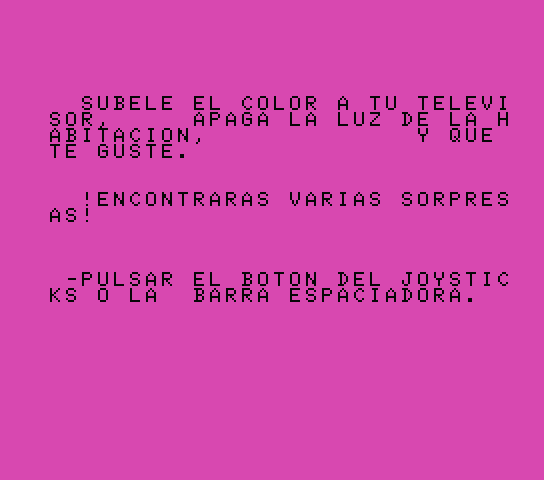 SUBELE EL COLOR A TU TELEVI
SOR,     APAGA LA LUZ DE LA H
ABITACION,             Y QUE
TE GUSTE.
!ENCONTRARAS VARIAS SORPRES
AS!
-PULSAR EL BOTON DEL JOYSTIC
KS O LA  BARRA ESPACIADORA.